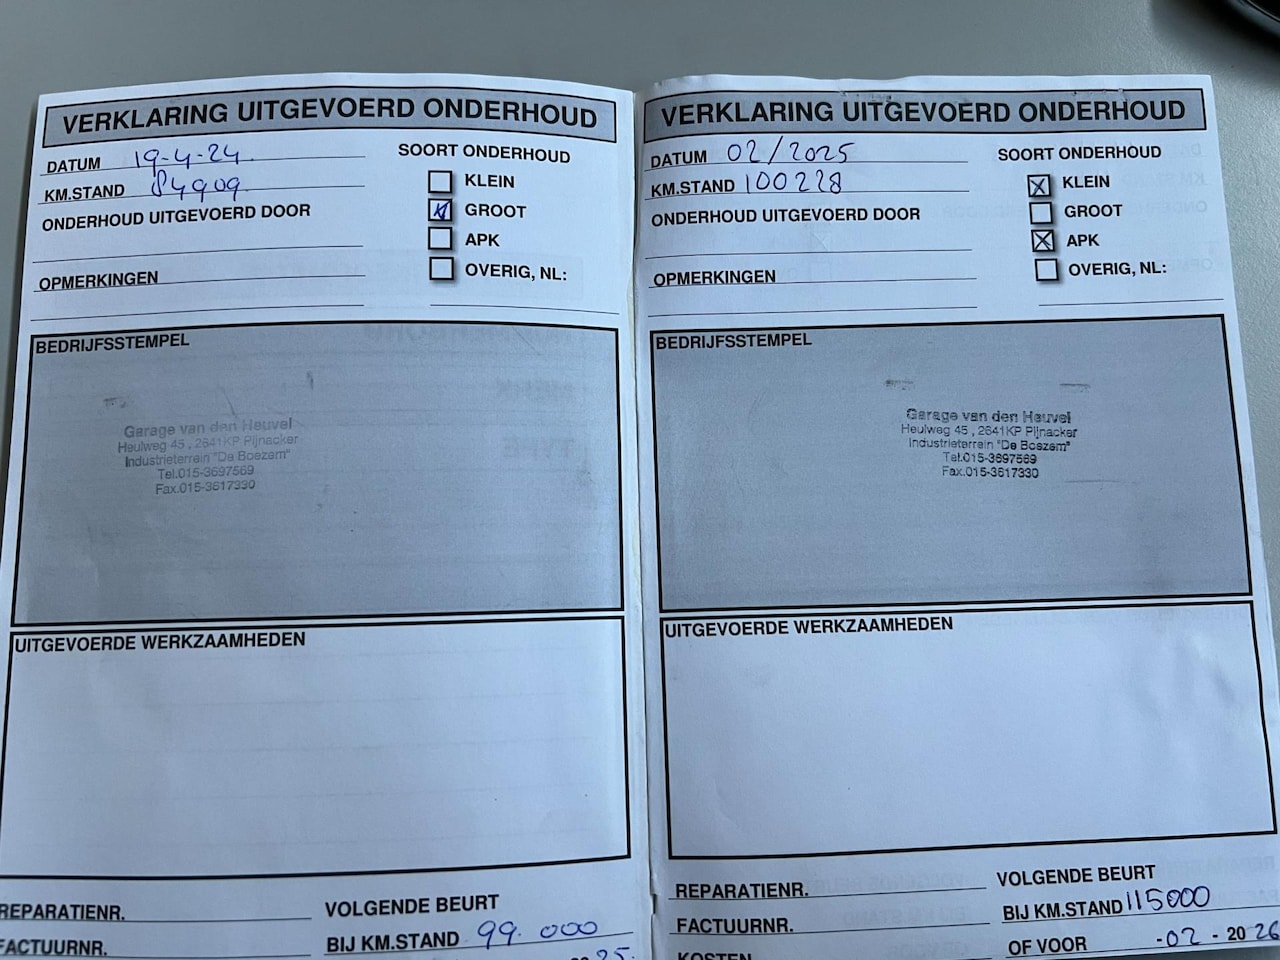 VERKLARING UITGEVOERD ONDERHOUD
DATUM 19-4-24
SOORT ONDERHOUD
KM.STAND 84909
KLEIN
ONDERHOUD UITGEVOERD DOOR
GROOT
APK
OPMERKINGEN
OVERIG, NL:
BEDRIJFSSTEMPEL
Garage van den Heuvel
Heulweg 45 , 2641KP Pijnacker
Industrieterrein "De Boezem"
Tel.015-3697569
Fax.015-3617330
UITGEVOERDE WERKZAAMHEDEN
REPARATIENR.
VOLGENDE BEURT
FACTUURNR.
BIJ KM.STAND 99.000
25.
VERKLARING UITGEVOERD ONDERHOUD
DATUM 02/2025
SOORT ONDERHOUD
KM.STAND 100228
KLEIN
ONDERHOUD UITGEVOERD DOOR
GROOT
APK
OPMERKINGEN
OVERIG, NL:
BEDRIJFSSTEMPEL
Garage van den Heuvel
Heulweg 45 , 2641KP Pijnacker
Industrieterrein "De Boezem"
Tel.015-3697569
Fax.015-3617330
UITGEVOERDE WERKZAAMHEDEN
REPARATIENR.
VOLGENDE BEURT
FACTUURNR.
BIJ KM.STAND 115000
KOSTEN
OF VOOR -02 - 2026